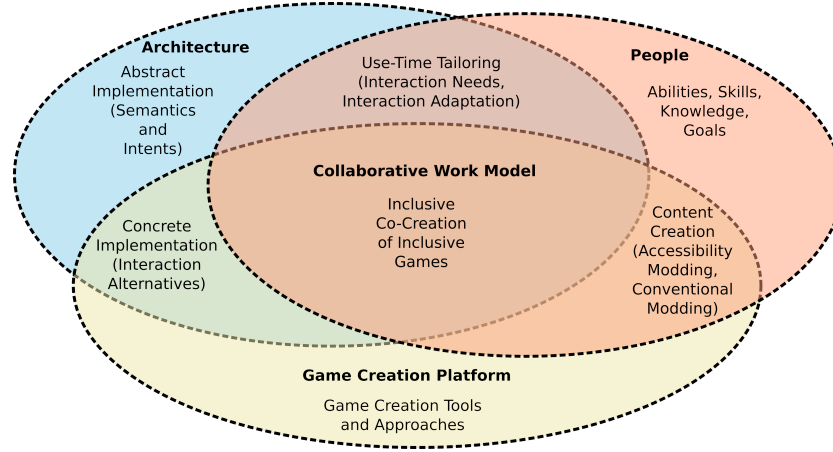 Architecture
Abstract
Implementation
(Semantics
and
Intents)
Use-Time Tailoring
(Interaction Needs,
Interaction Adaptation)
People
Abilities, Skills,
Knowledge,
Goals
Collaborative Work Model
Inclusive
Co-Creation
of Inclusive
Games
Concrete
Implementation
(Interaction
Alternatives)
Content
Creation
(Accessibility
Modding,
Conventional
Modding)
Game Creation Platform
Game Creation Tools
and Approaches